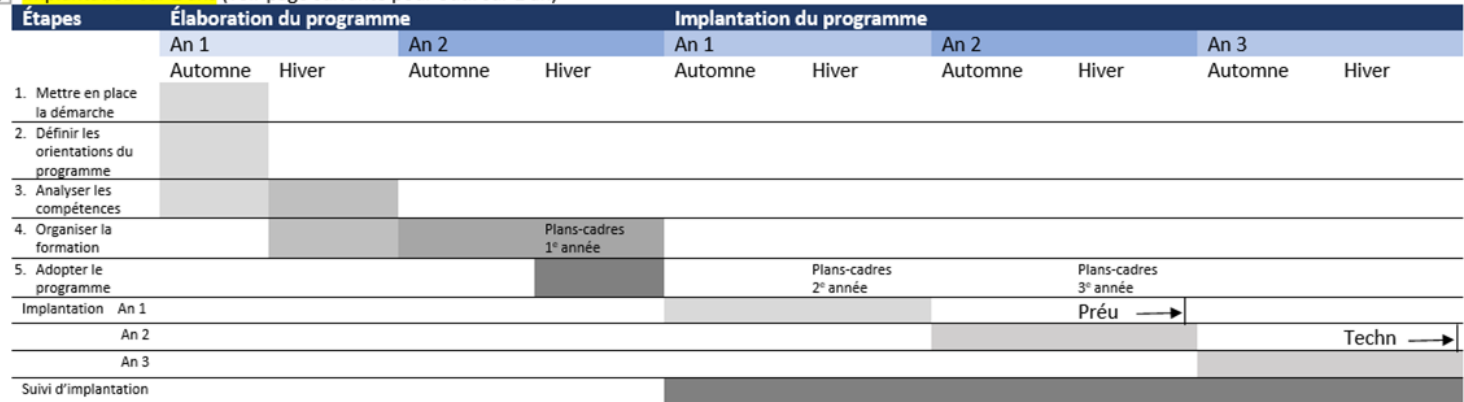 Étapes Élaboration du programme Implantation du programme
An 1 An 2 An 1 An 2 An 3
Automne Hiver Automne Hiver Automne Hiver Automne Hiver Automne Hiver
1. Mettre en place
la démarche
2. Définir les
orientations du
programme
3. Analyser les
compétences
4. Organiser la
formation
Plans-cadres
1e année
5. Adopter le
programme
Plans-cadres
2e année
Plans-cadres
3e année
Implantation An 1
Préu
An 2
Techn
An 3
Suivi d'implantation